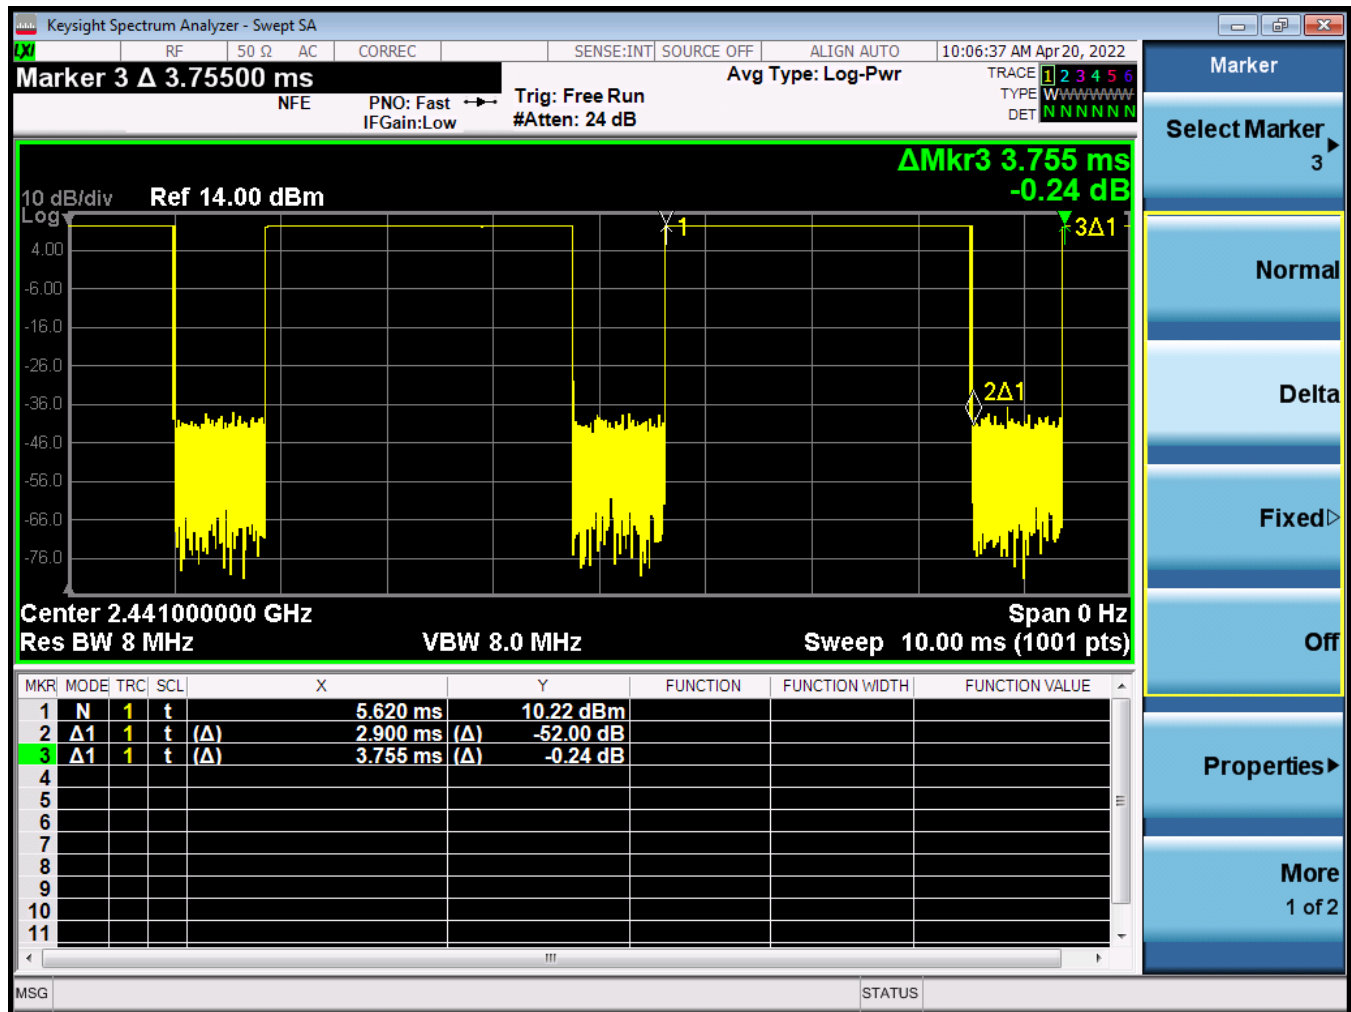 Keysight Spectrum Analyzer - Swept SA
LXI RF 50 Ω AC CORREC SENSE:INT SOURCE OFF ALIGN AUTO 10:06:37 AM Apr 20, 2022
Marker 3 Δ 3.75500 ms
NFE
PNO: Fast
IFGain:Low
Trig: Free Run
#Atten: 24 dB
Avg Type: Log-Pwr
TRACE 1 2 3 4 5 6
TYPE WWWWWW
DET N N N N N N
ΔMkr3 3.755 ms
-0.24 dB
10 dB/div Ref 14.00 dBm
Log
1
3Δ1
4.00
-6.00
-16.0
-26.0
-36.0
2Δ1
-46.0
-56.0
-66.0
-76.0
Center 2.441000000 GHz Span 0 Hz
Res BW 8 MHz VBW 8.0 MHz Sweep 10.00 ms (1001 pts)
MKR MODE TRC SCL X Y FUNCTION FUNCTION WIDTH FUNCTION VALUE
1 N 1 t 5.620 ms 10.22 dBm
2 Δ1 1 t (Δ) 2.900 ms (Δ) -52.00 dB
3 Δ1 1 t (Δ) 3.755 ms (Δ) -0.24 dB
4
5
6
7
8
9
10
11
MSG STATUS
Marker
Select Marker
3
Normal
Delta
Fixed
Off
Properties
More
1 of 2